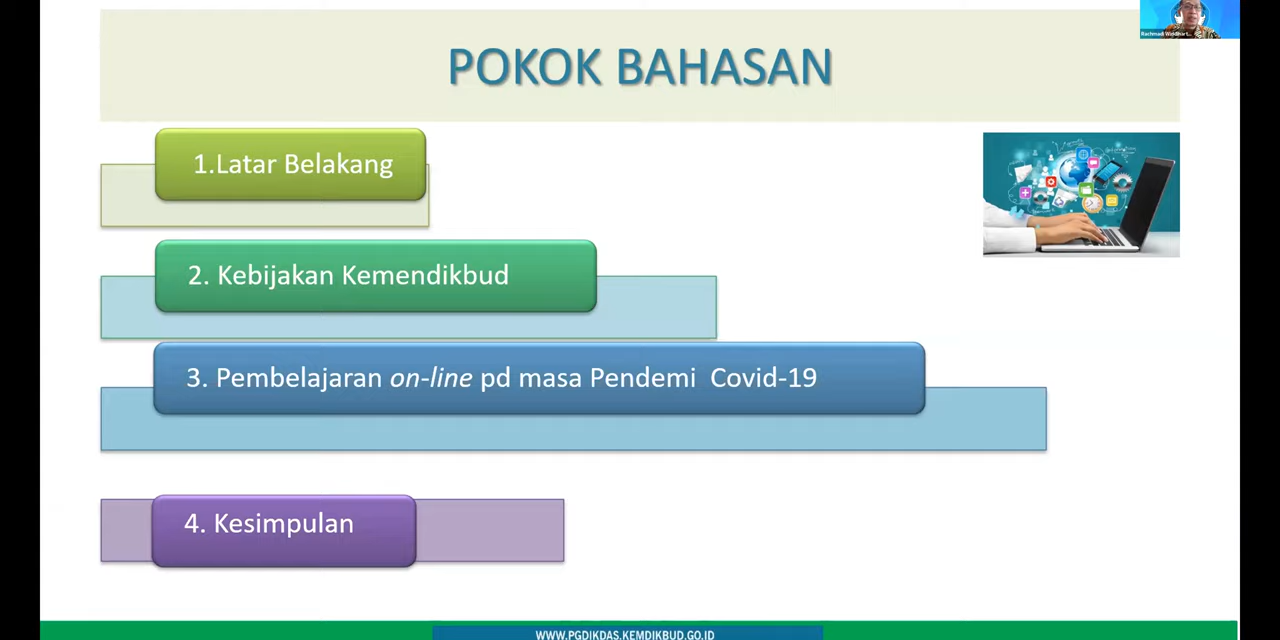 POKOK BAHASAN
1.Latar Belakang
2. Kebijakan Kemendikbud
3. Pembelajaran on-line pd masa Pendemi Covid-19
4. Kesimpulan
WWW.PGDIKDAS.KEMDIKBUD.GO.ID